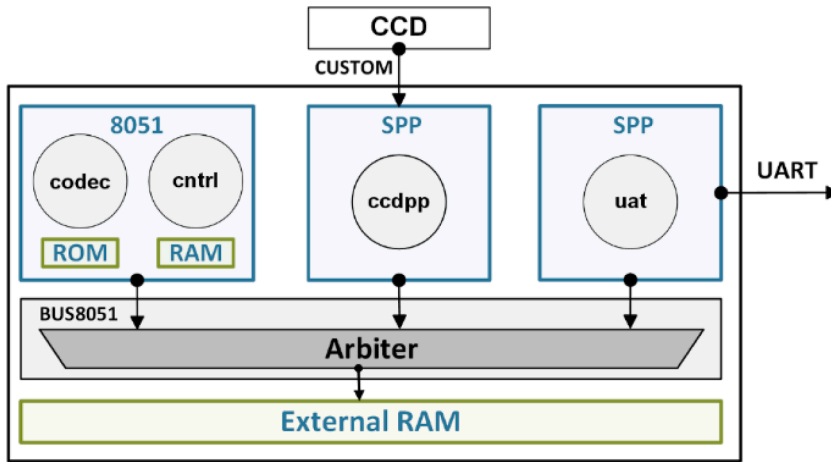 CCD
CUSTOM
8051
codec
cntrl
ROM
RAM
SPP
ccdpp
SPP
uat
UART
BUS8051
Arbiter
External RAM